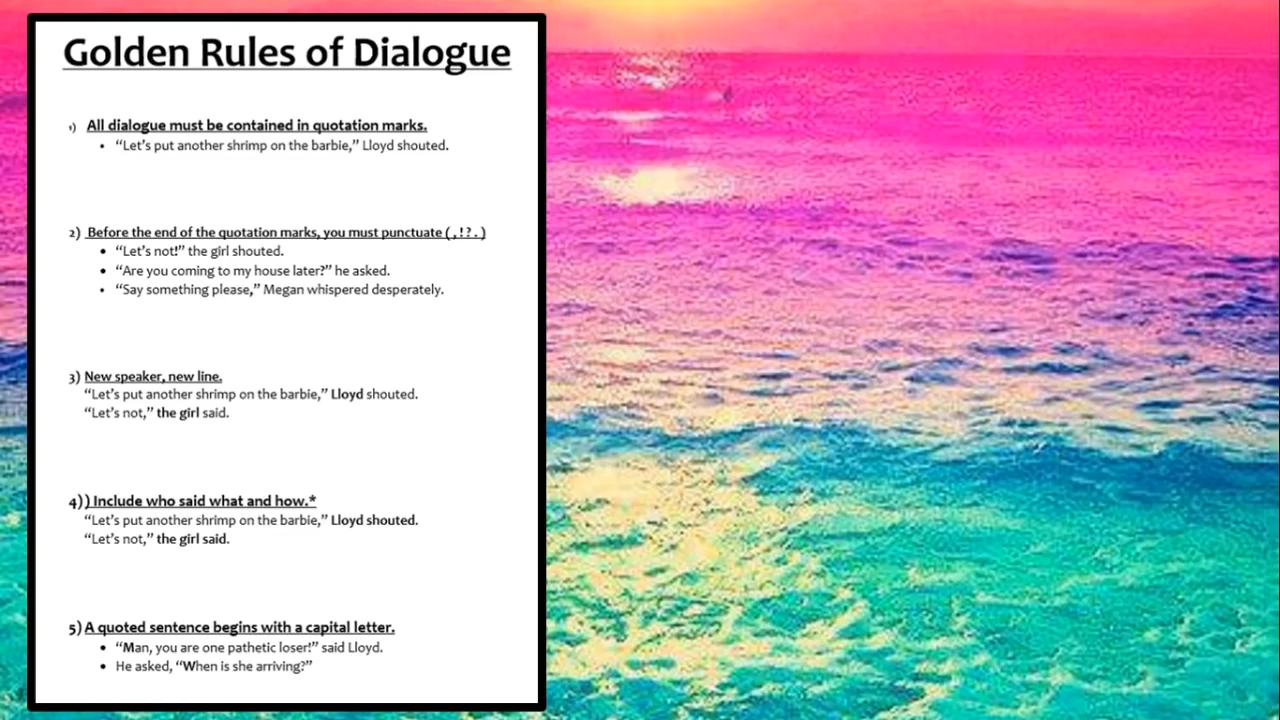 Golden Rules of Dialogue
1) All dialogue must be contained in quotation marks.
• “Let’s put another shrimp on the barbie,” Lloyd shouted.
2) Before the end of the quotation marks, you must punctuate ( , ! ? . )
• “Let’s not!” the girl shouted.
• “Are you coming to my house later?” he asked.
• “Say something please,” Megan whispered desperately.
3) New speaker, new line.
“Let’s put another shrimp on the barbie,” Lloyd shouted.
“Let’s not,” the girl said.
4) ) Include who said what and how.*
“Let’s put another shrimp on the barbie,” Lloyd shouted.
“Let’s not,” the girl said.
5) A quoted sentence begins with a capital letter.
• “Man, you are one pathetic loser!” said Lloyd.
• He asked, “When is she arriving?”